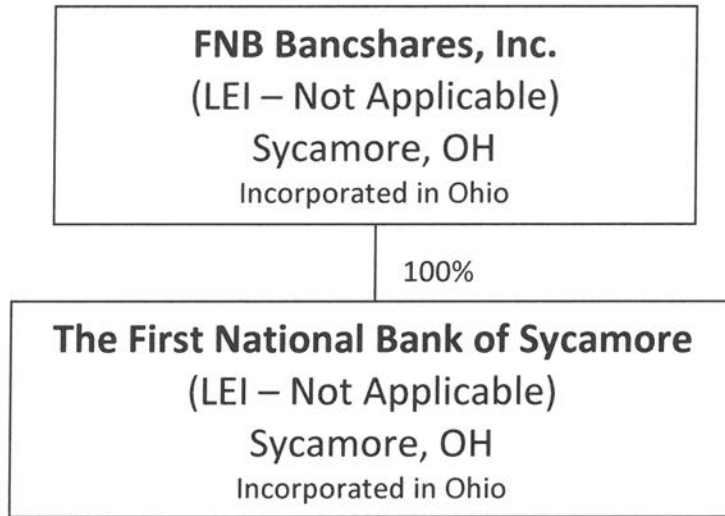 FNB Bancshares, Inc.
(LEI – Not Applicable)
Sycamore, OH
Incorporated in Ohio
100%
The First National Bank of Sycamore
(LEI – Not Applicable)
Sycamore, OH
Incorporated in Ohio